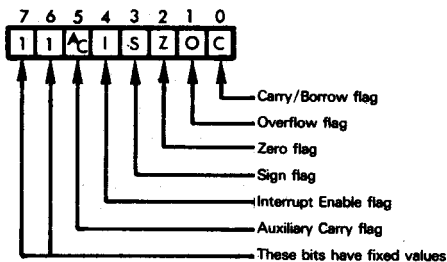 7 6 5 4 3 2 1 0
1 1 AC I S Z O C
Carry/Borrow flag
Overflow flag
Zero flag
Sign flag
Interrupt Enable flag
Auxiliary Carry flag
These bits have fixed values